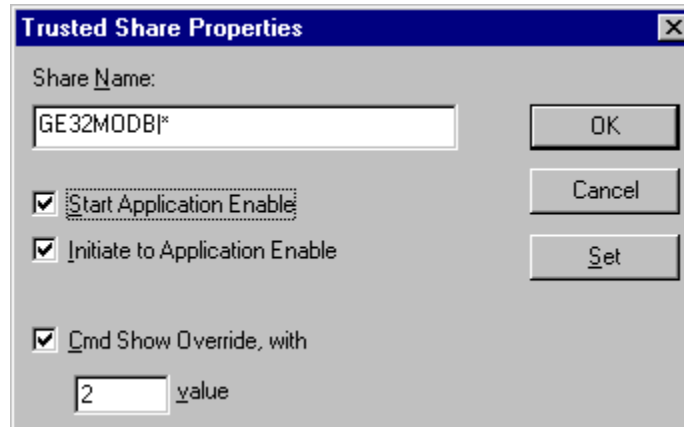 Trusted Share Properties
Share Name:
GE32MODB|*
OK
Start Application Enable
Cancel
Initiate to Application Enable
Set
Cmd Show Override, with
2 value